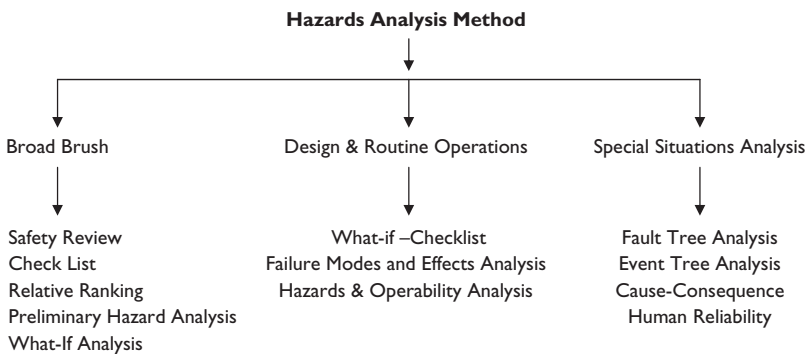 Hazards Analysis Method
Broad Brush
Design & Routine Operations
Special Situations Analysis
Safety Review
Check List
Relative Ranking
Preliminary Hazard Analysis
What-If Analysis
What-if –Checklist
Failure Modes and Effects Analysis
Hazards & Operability Analysis
Fault Tree Analysis
Event Tree Analysis
Cause-Consequence
Human Reliability